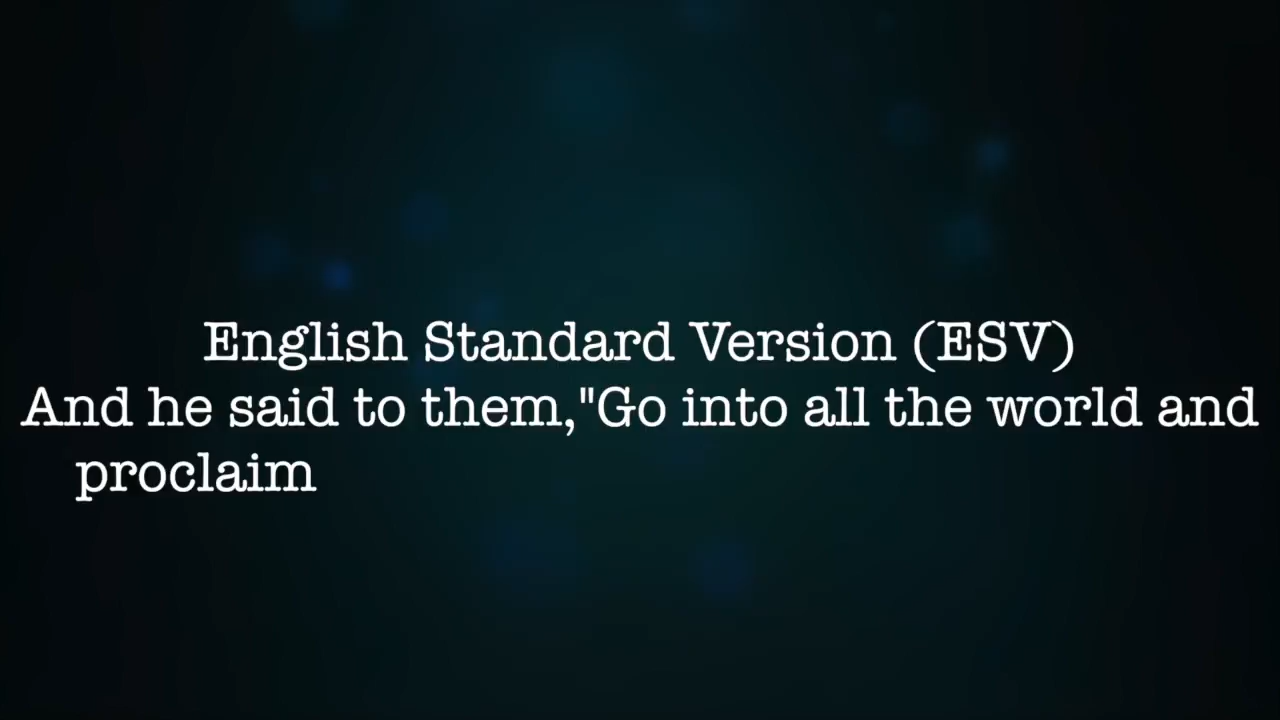 English Standard Version (ESV)
And he said to them,"Go into all the world and
proclaim